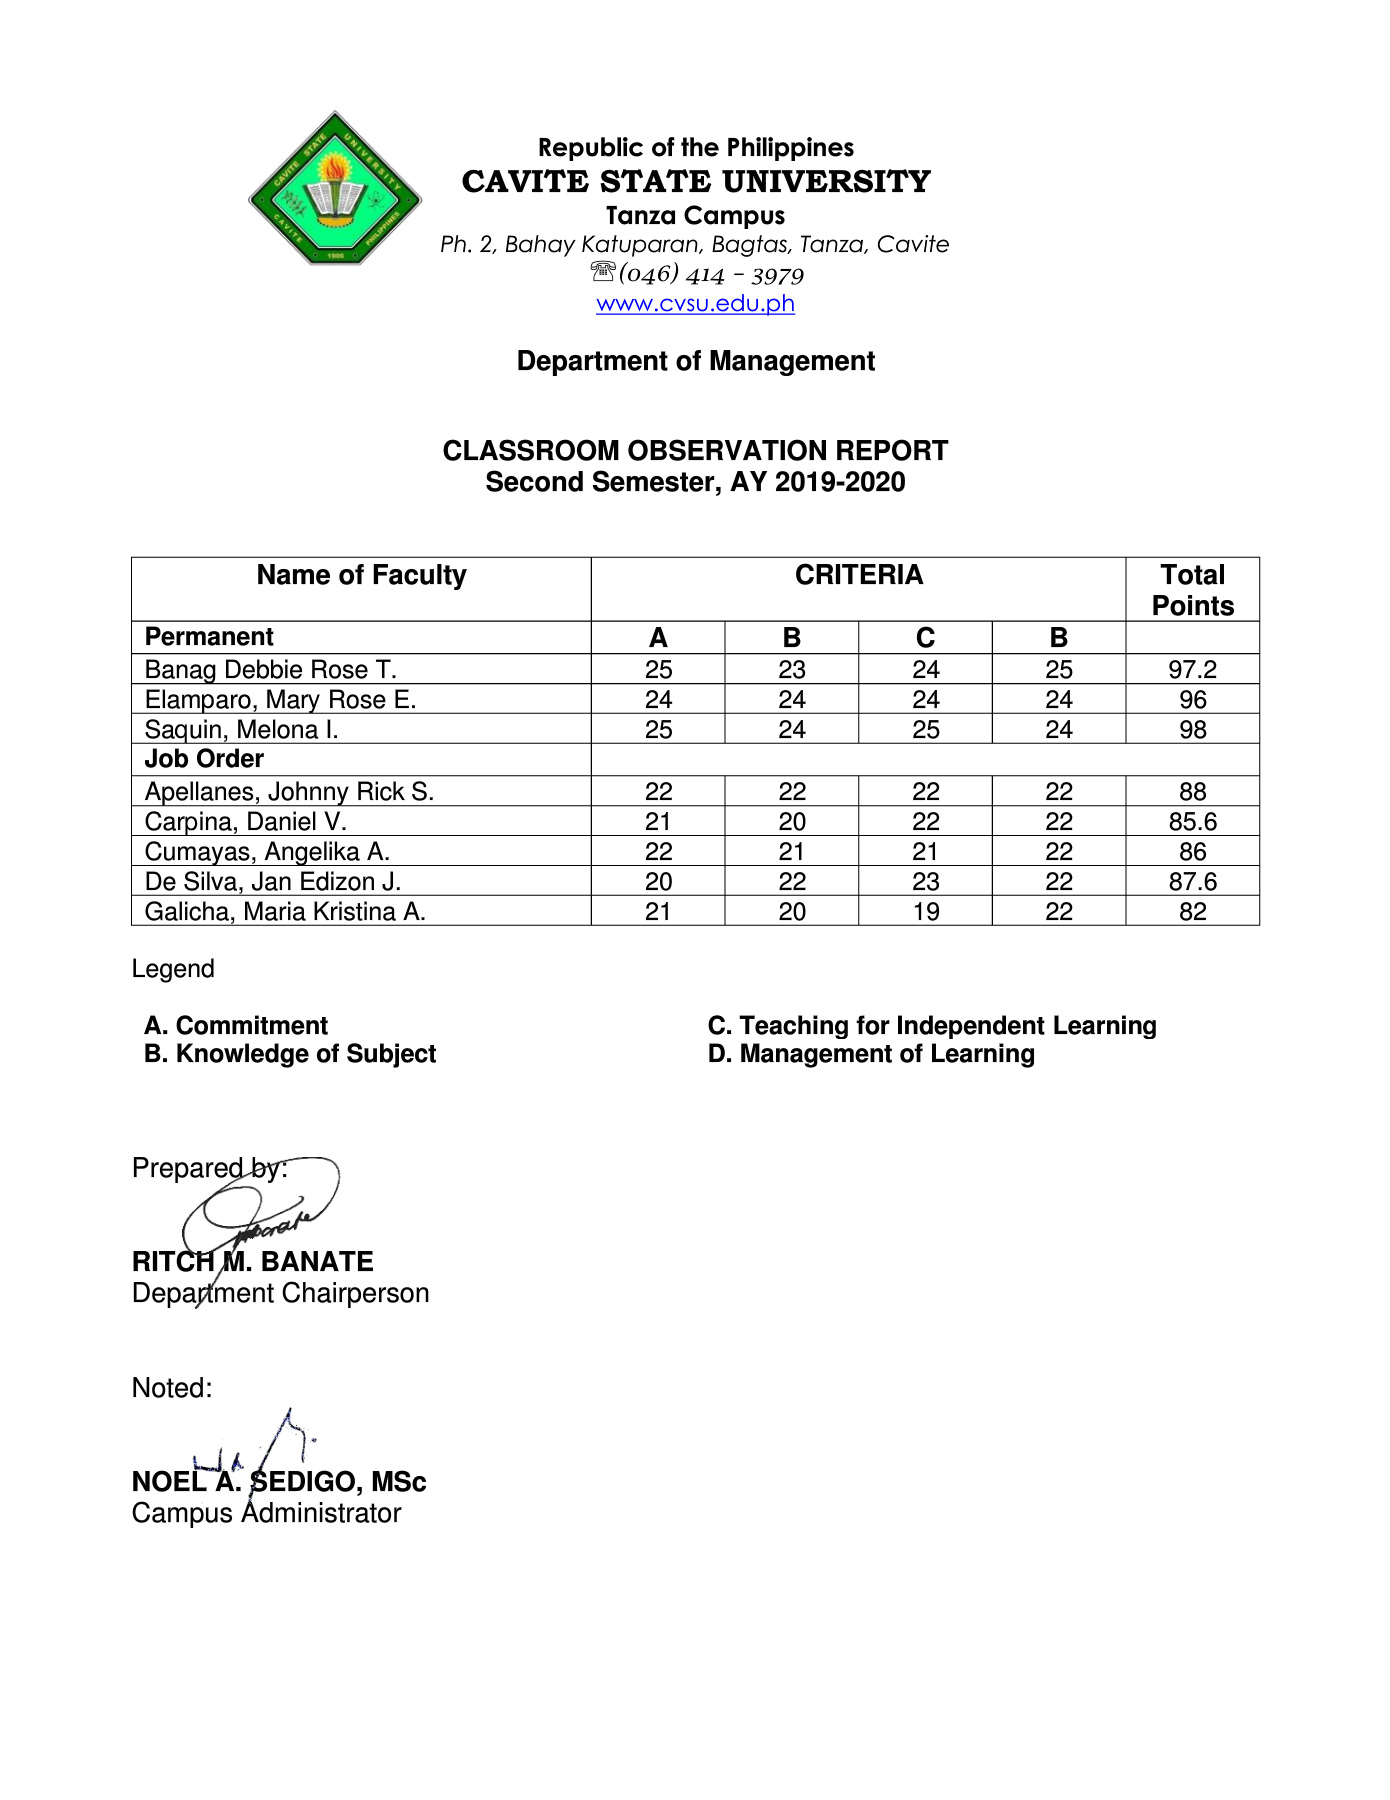 CAVITE STATE UNIVERSITY
CAVITE PHILIPPINES
1906
Republic of the Philippines
CAVITE STATE UNIVERSITY
Tanza Campus
Ph. 2, Bahay Katuparan, Bagtas, Tanza, Cavite
☏(046) 414 – 3979
www.cvsu.edu.ph
Department of Management
CLASSROOM OBSERVATION REPORT
Second Semester, AY 2019-2020
Name of Faculty CRITERIA Total Points
Permanent A B C B
Banag Debbie Rose T. 25 23 24 25 97.2
Elamparo, Mary Rose E. 24 24 24 24 96
Saquin, Melona I. 25 24 25 24 98
Job Order
Apellanes, Johnny Rick S. 22 22 22 22 88
Carpina, Daniel V. 21 20 22 22 85.6
Cumayas, Angelika A. 22 21 21 22 86
De Silva, Jan Edizon J. 20 22 23 22 87.6
Galicha, Maria Kristina A. 21 20 19 22 82
Legend
A. Commitment C. Teaching for Independent Learning
B. Knowledge of Subject D. Management of Learning
Prepared by:
RITCH M. BANATE
Department Chairperson
Noted:
NOEL A. SEDIGO, MSc
Campus Administrator